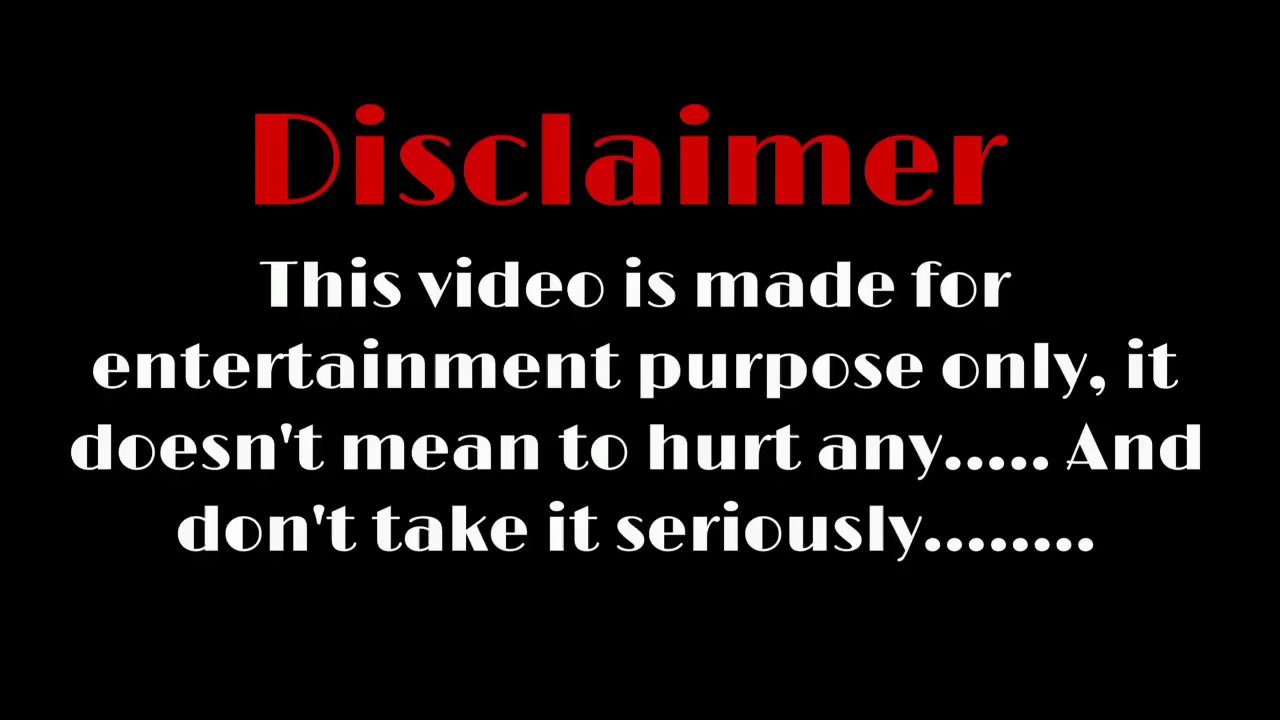 Disclaimer
This video is made for
entertainment purpose only, it
doesn't mean to hurt any..... And
don't take it seriously........